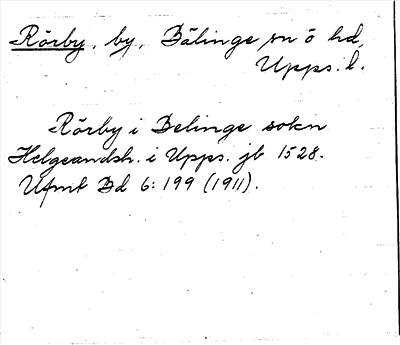 Rörby, by, Bälinge sn o hd,
Upps. l.
Rörby i Belinge sokn
Helgeandsh. i Upps. jb 1528.
Ufmt Bd 6: 199 (1911).